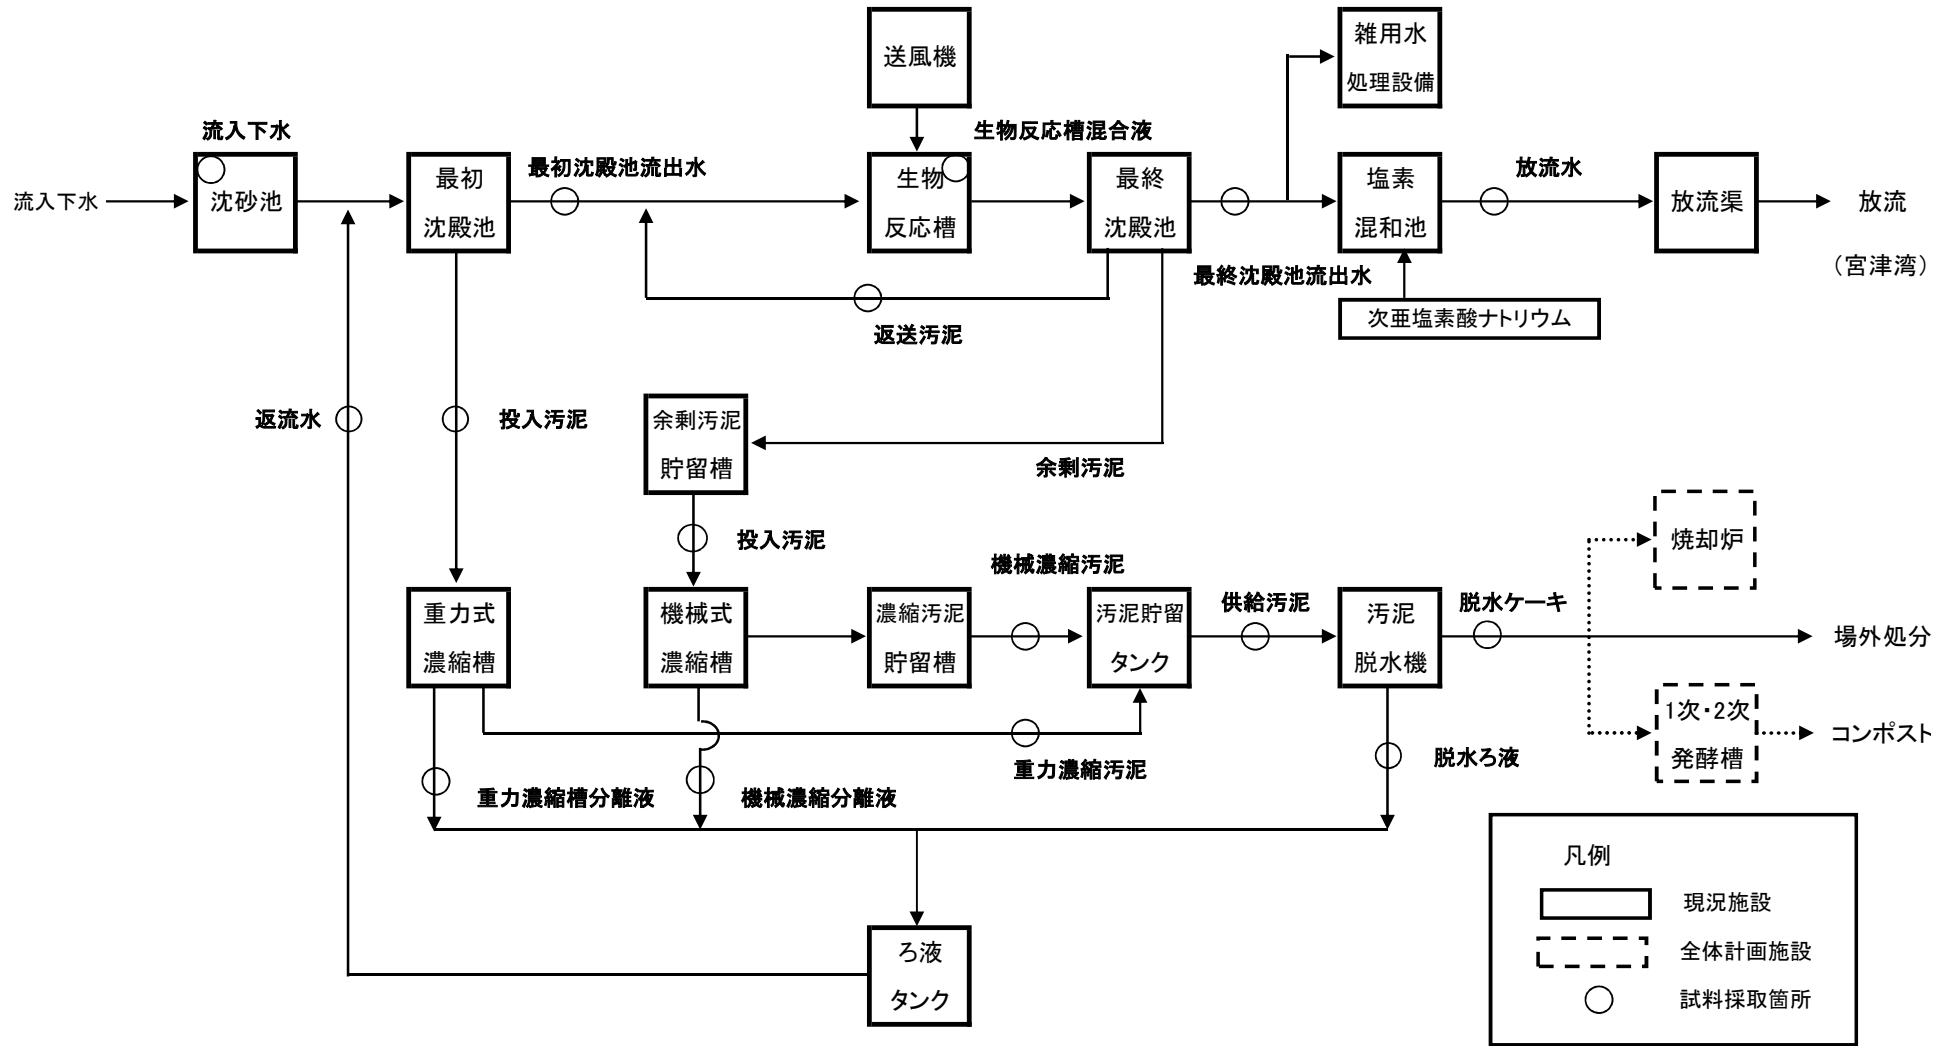 送風機
雑用水
処理設備
流入下水
生物反応槽混合液
流入下水
沈砂池
最初
沈殿池
最初沈殿池流出水
生物
反応槽
最終
沈殿池
塩素
混和池
放流水
放流渠
放流
(宮津湾)
最終沈殿池流出水
次亜塩素酸ナトリウム
返送汚泥
返流水
投入汚泥
余剰汚泥
貯留槽
余剰汚泥
投入汚泥
機械濃縮汚泥
焼却炉
重力式
濃縮槽
機械式
濃縮槽
濃縮汚泥
貯留槽
汚泥貯留
タンク
供給汚泥
汚泥
脱水機
脱水ケーキ
場外処分
1次・2次
発酵槽
コンポスト
重力濃縮汚泥
脱水ろ液
重力濃縮槽分離液
機械濃縮分離液
ろ液
タンク
凡例
現況施設
全体計画施設
試料採取箇所